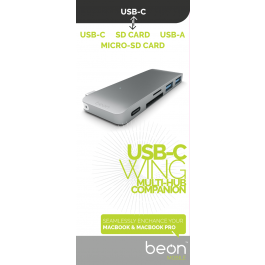 USB-C
USB-C SD CARD USB-A
MICRO-SD CARD
USB-C
WING
MULTI-HUB
COMPANION
SEAMLESSLY ENCHANGE YOUR
MACBOOK & MACBOOK PRO
beon